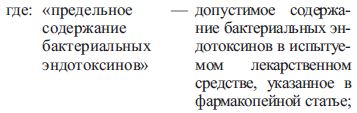 где: «предельное — допустимое содержа-
содержание ние бактериальных эн-
бактериальных дотоксинов в испытуе-
эндотоксинов» мом лекарственном
средстве, указанное в
фармакопейной статье;